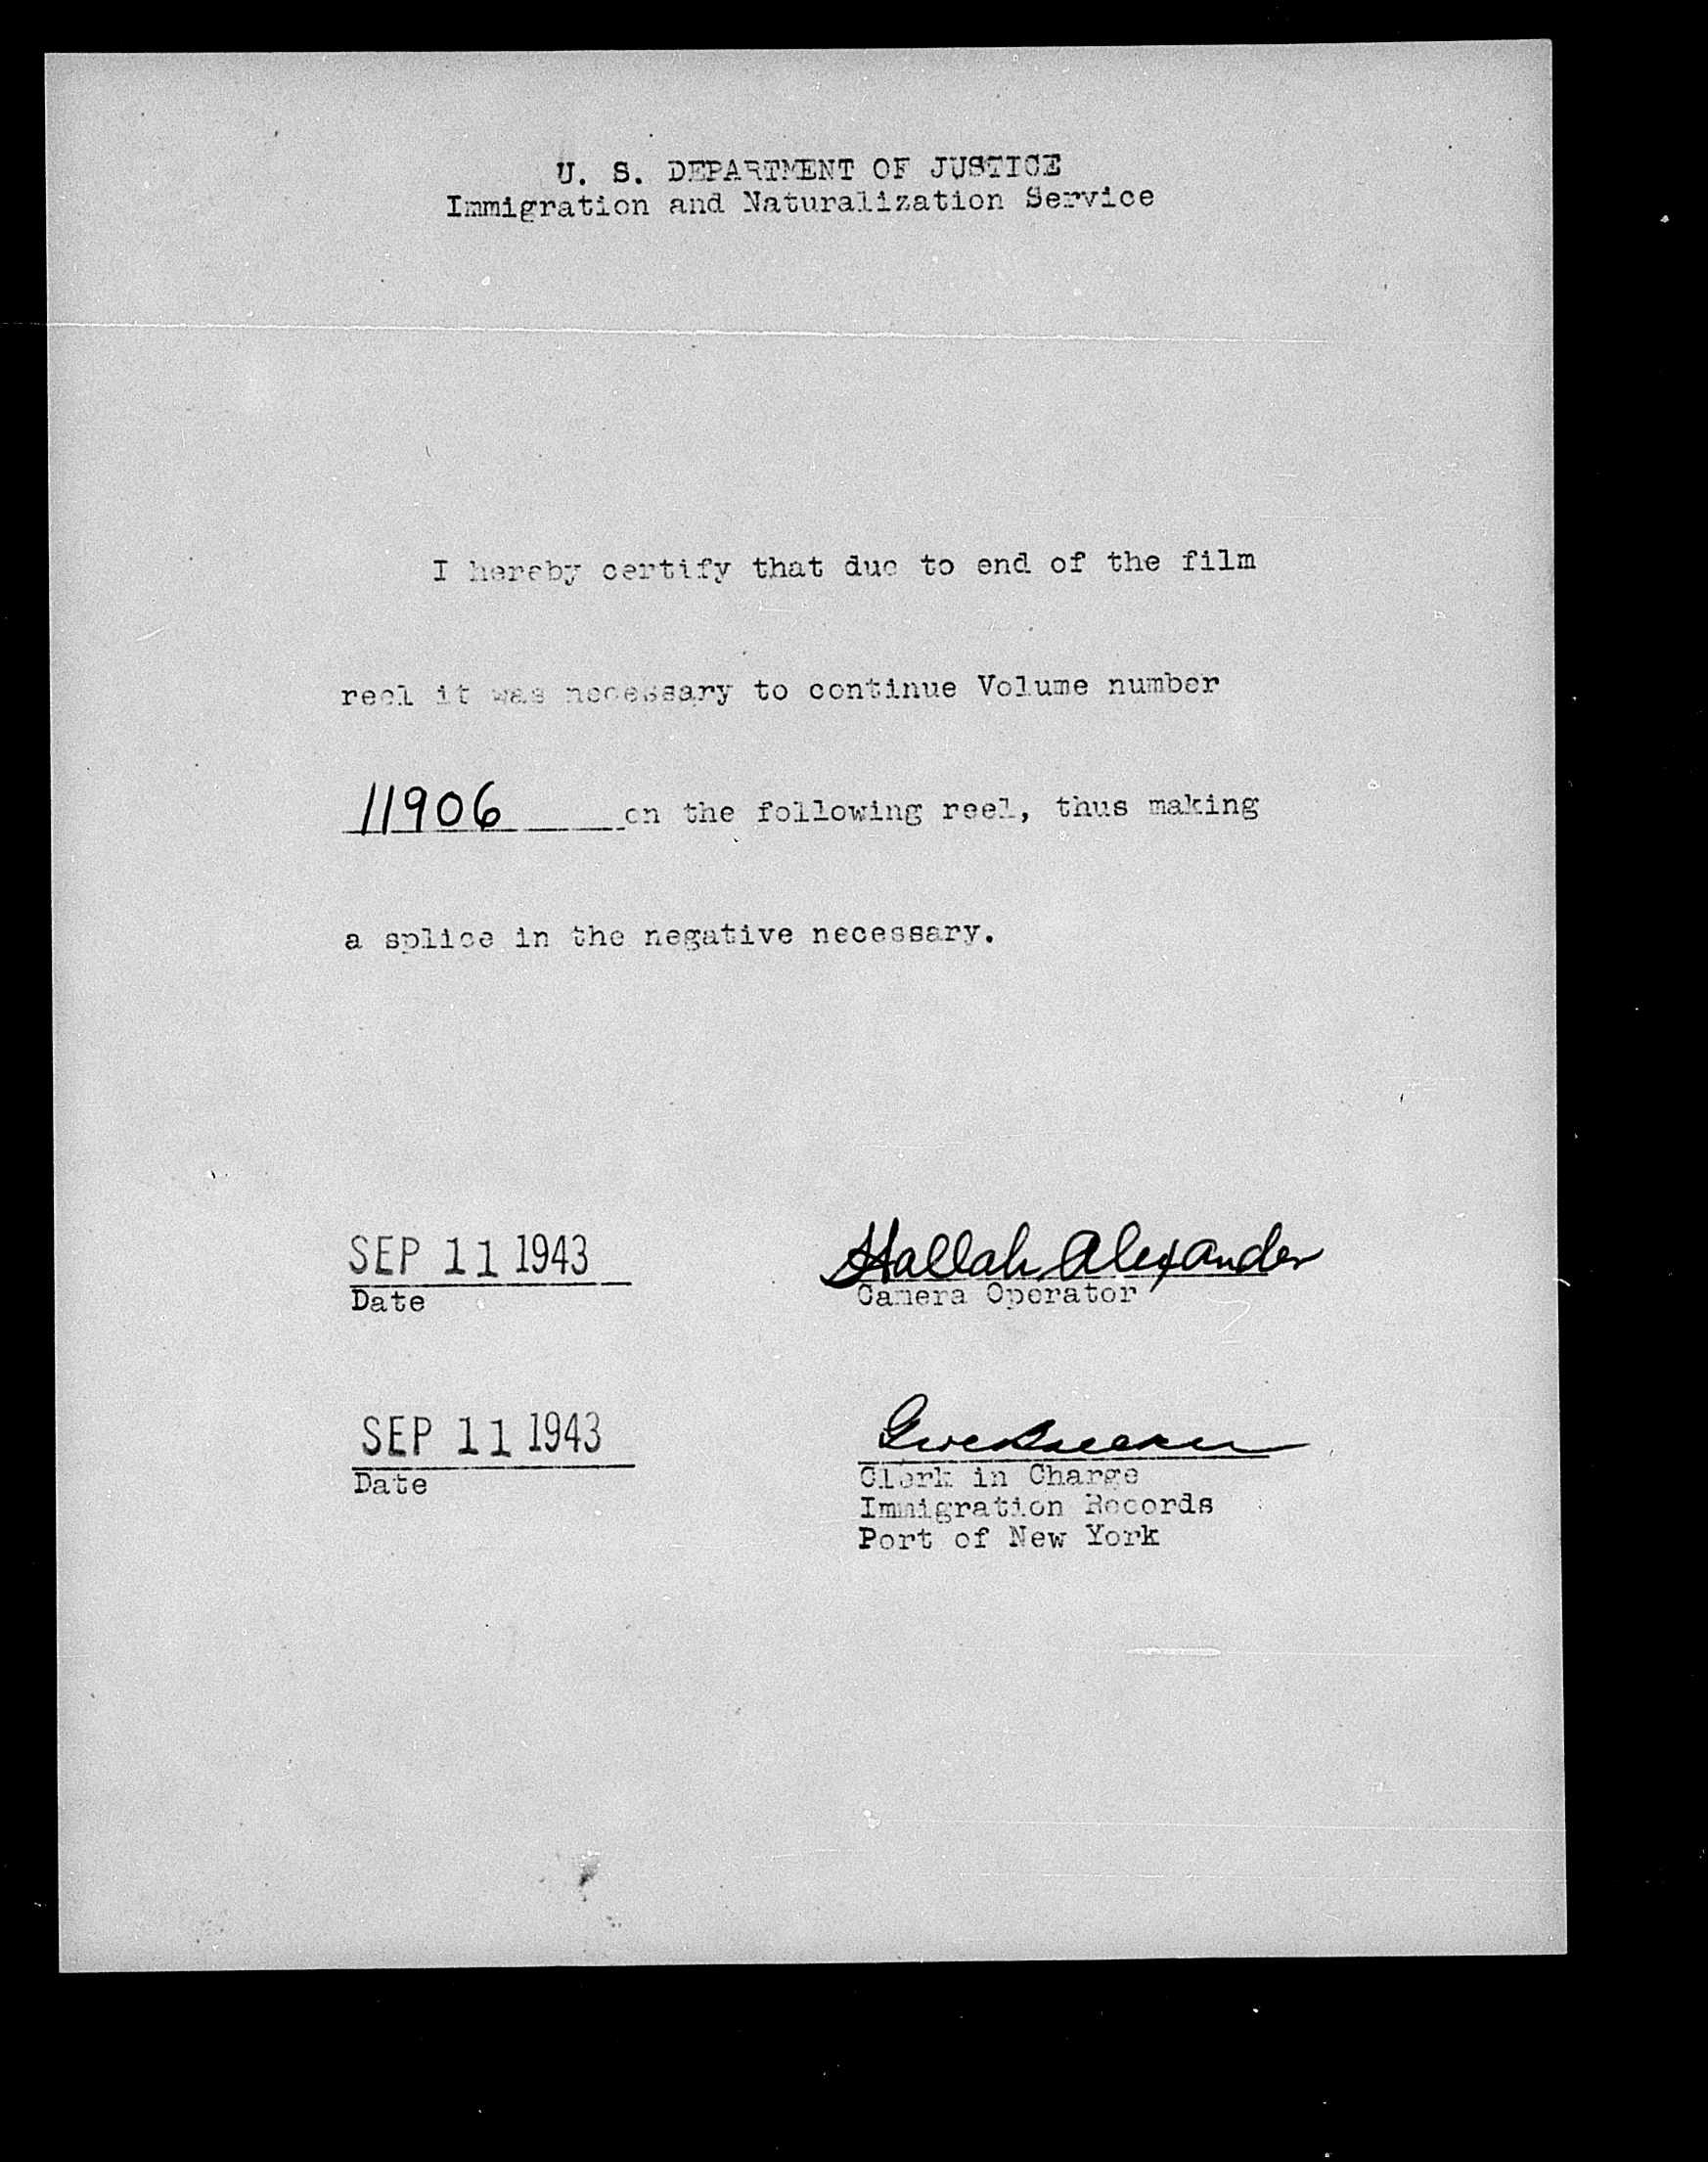 U. S. DEPARTMENT OF JUSTICE
Immigration and Naturalization Service
I hereby certify that due to end of the film
reel it was necessary to continue Volume number
11906 on the following reel, thus making
a splice in the negative necessary.
SEP 11 1943
Date
Hallah Alexander
Camera Operator
SEP 11 1943
Date
Clerk in Charge
Immigration Records
Port of New York